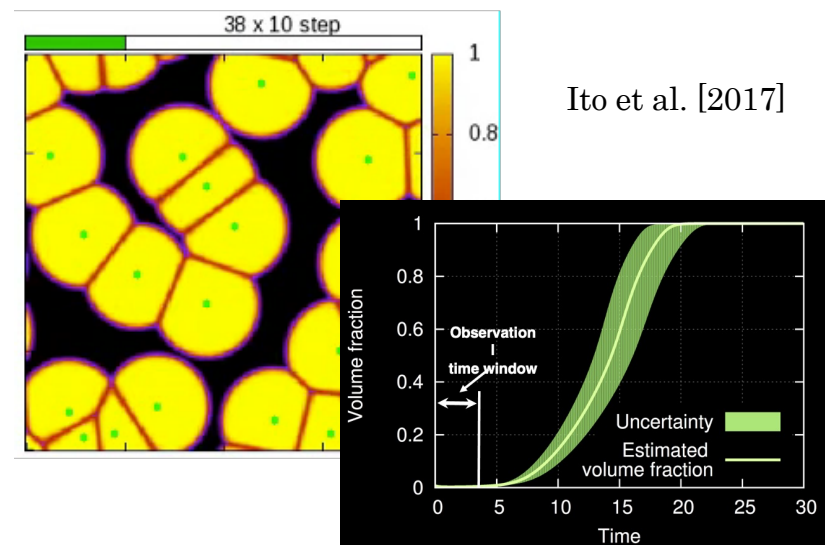 38 x 10 step
1
0.8
Ito et al. [2017]
1
0.8
0.6
0.4
0.2
0
Volume fraction
Observation
time window
Uncertainty
Estimated
volume fraction
0 5 10 15 20 25 30
Time